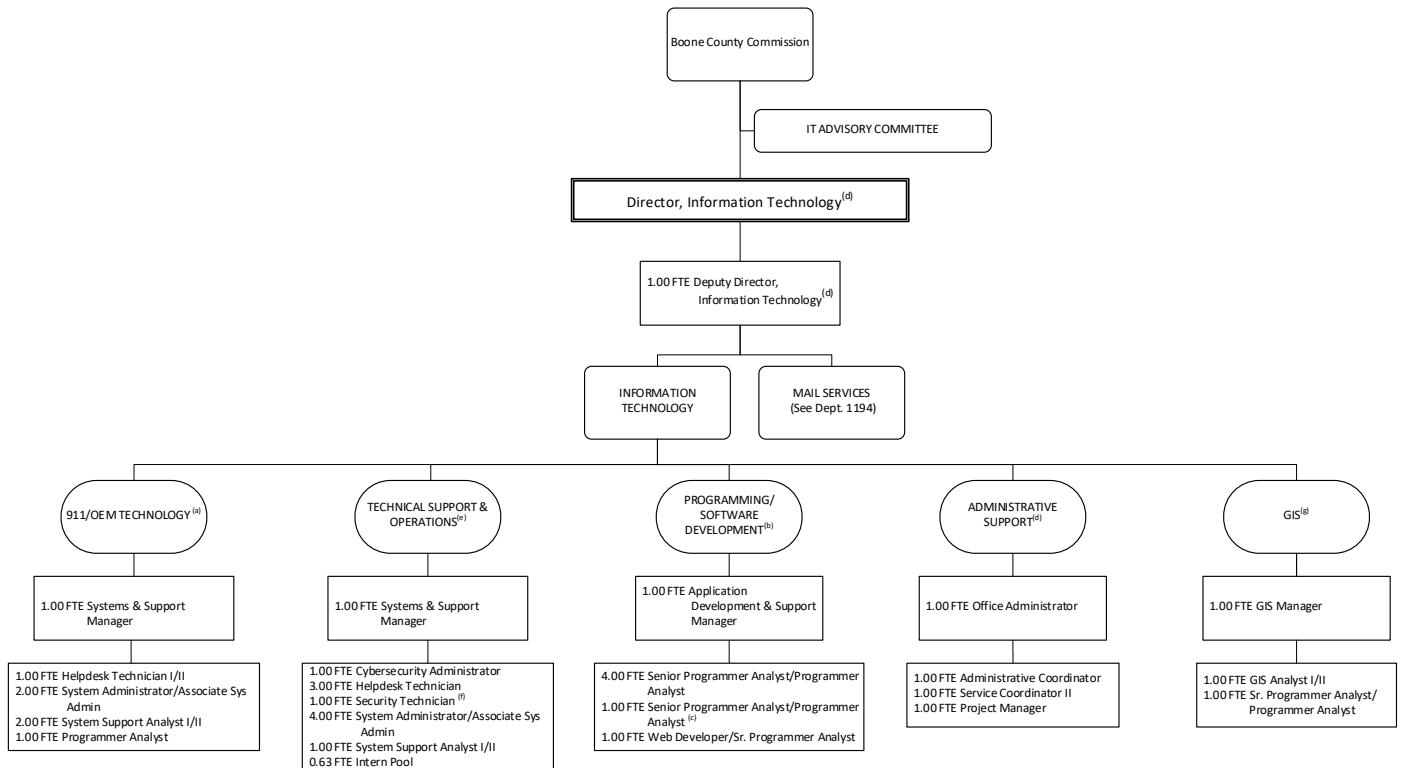 Boone County Commission
IT ADVISORY COMMITTEE
Director, Information Technology(d)
1.00 FTE Deputy Director,
Information Technology(d)
INFORMATION
TECHNOLOGY
MAIL SERVICES
(See Dept. 1194)
911/OEM TECHNOLOGY (a)
1.00 FTE Systems & Support
Manager
1.00 FTE Helpdesk Technician I/II
2.00 FTE System Administrator/Associate Sys
Admin
2.00 FTE System Support Analyst I/II
1.00 FTE Programmer Analyst
TECHNICAL SUPPORT &
OPERATIONS(e)
1.00 FTE Systems & Support
Manager
1.00 FTE Cybersecurity Administrator
3.00 FTE Helpdesk Technician
1.00 FTE Security Technician (f)
4.00 FTE System Administrator/Associate Sys
Admin
1.00 FTE System Support Analyst I/II
0.63 FTE Intern Pool
PROGRAMMING/
SOFTWARE
DEVELOPMENT(b)
1.00 FTE Application
Development & Support
Manager
4.00 FTE Senior Programmer Analyst/Programmer
Analyst
1.00 FTE Senior Programmer Analyst/Programmer
Analyst (c)
1.00 FTE Web Developer/Sr. Programmer Analyst
ADMINISTRATIVE
SUPPORT(d)
1.00 FTE Office Administrator
1.00 FTE Administrative Coordinator
1.00 FTE Service Coordinator II
1.00 FTE Project Manager
GIS(g)
1.00 FTE GIS Manager
1.00 FTE GIS Analyst I/II
1.00 FTE Sr. Programmer Analyst/
Programmer Analyst